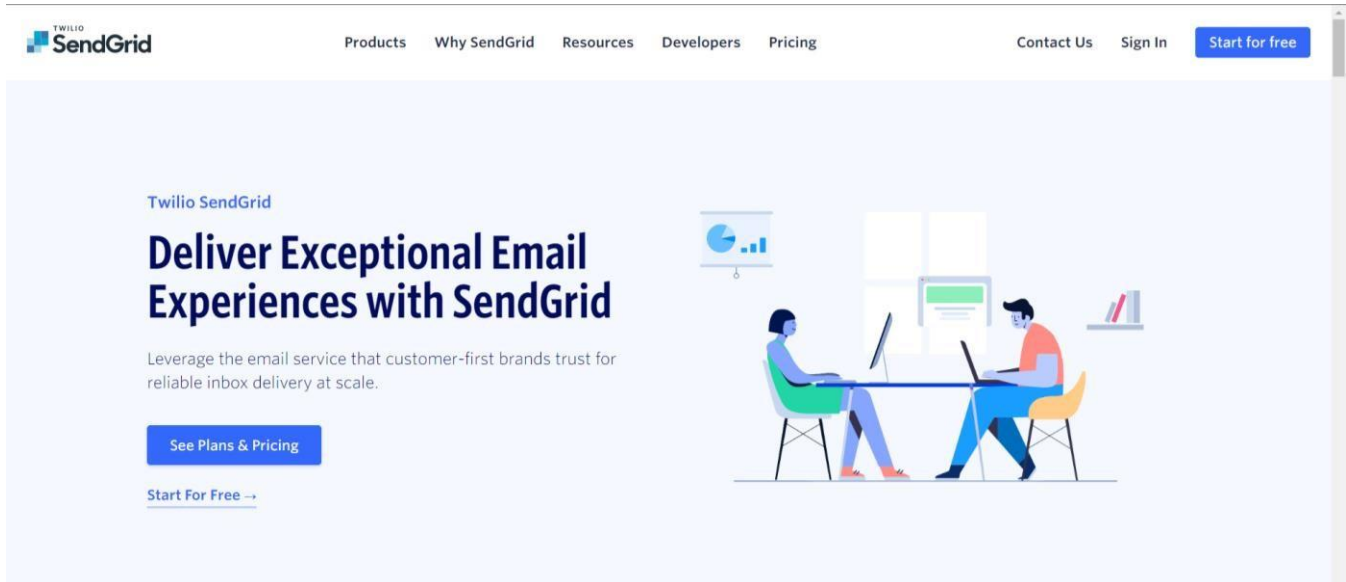 TWILIO
SendGrid
Products Why SendGrid Resources Developers Pricing Contact Us Sign In Start for free
Twilio SendGrid
Deliver Exceptional Email
Experiences with SendGrid
Leverage the email service that customer-first brands trust for
reliable inbox delivery at scale.
See Plans & Pricing
Start For Free →